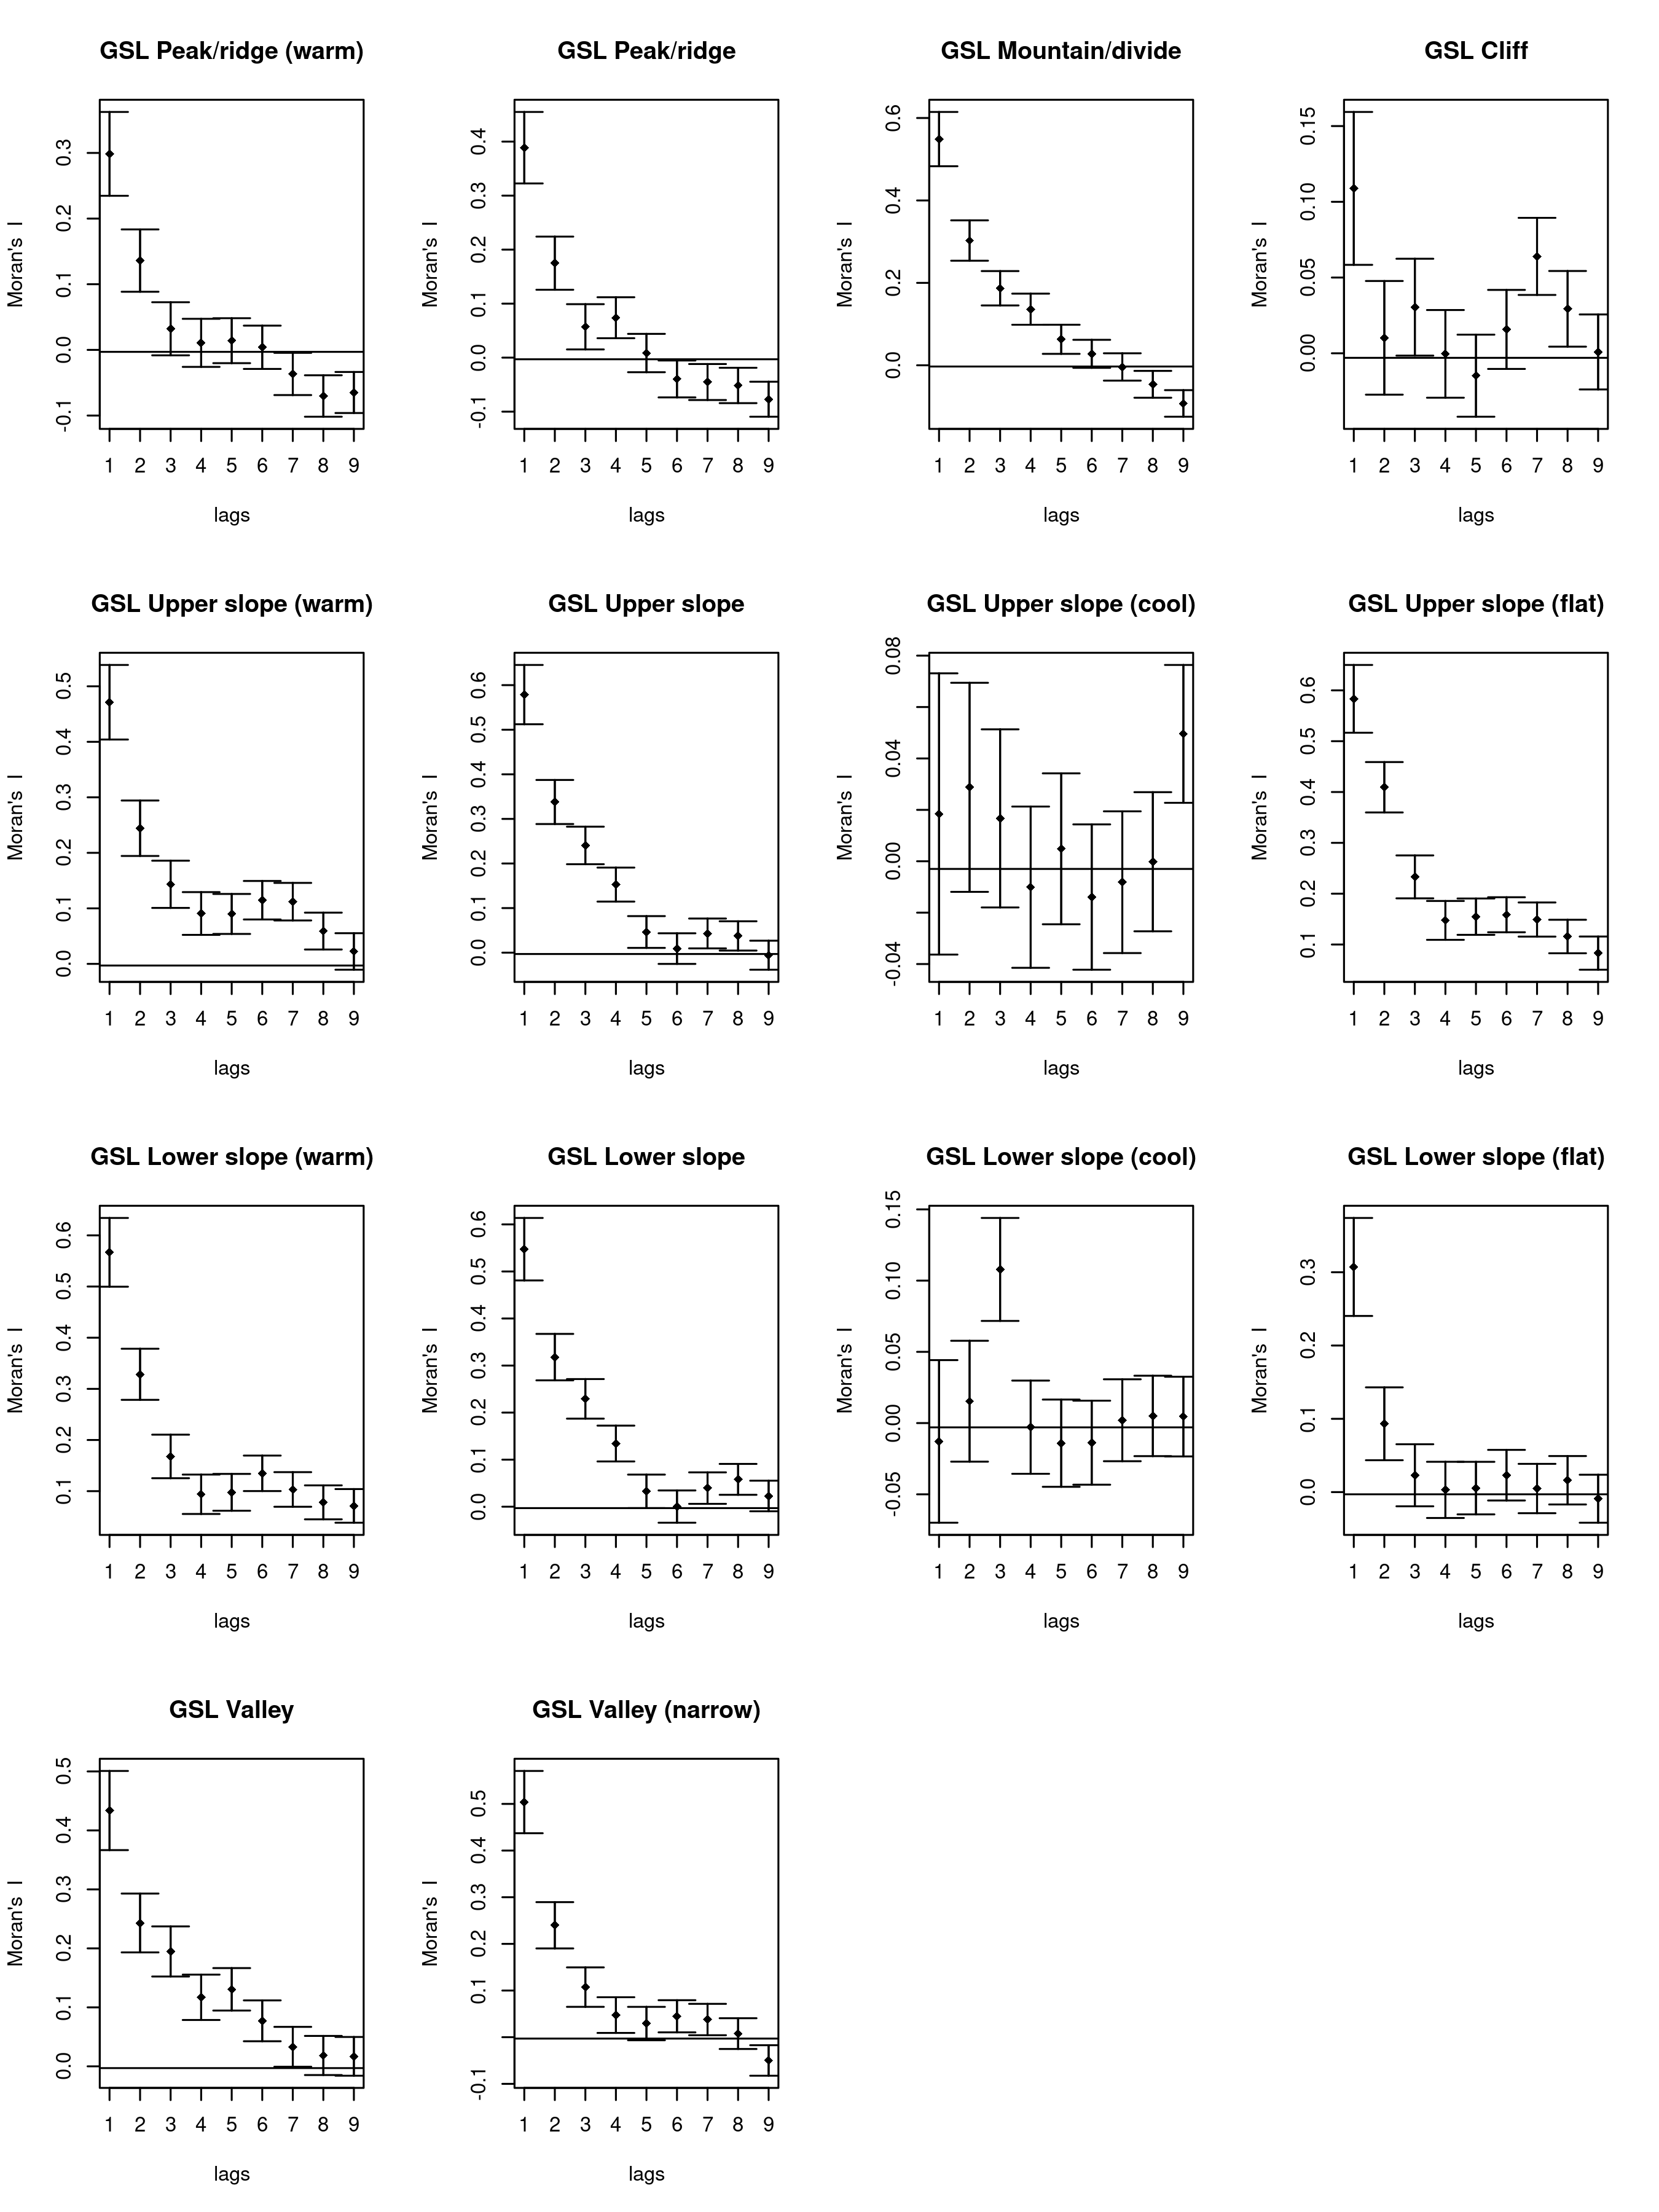 GSL Peak/ridge (warm) GSL Peak/ridge GSL Mountain/divide GSL Cliff
Moran's I Moran's I Moran's I Moran's I
-0.1 0.0 0.1 0.2 0.3
-0.1 0.0 0.1 0.2 0.3 0.4
0.0 0.2 0.4 0.6
0.00 0.05 0.10 0.15
1 2 3 4 5 6 7 8 9 1 2 3 4 5 6 7 8 9 1 2 3 4 5 6 7 8 9 1 2 3 4 5 6 7 8 9
lags lags lags lags
GSL Upper slope (warm) GSL Upper slope GSL Upper slope (cool) GSL Upper slope (flat)
Moran's I Moran's I Moran's I Moran's I
0.0 0.1 0.2 0.3 0.4 0.5
0.0 0.1 0.2 0.3 0.4 0.5 0.6
-0.04 0.00 0.04 0.08
0.1 0.2 0.3 0.4 0.5 0.6
1 2 3 4 5 6 7 8 9 1 2 3 4 5 6 7 8 9 1 2 3 4 5 6 7 8 9 1 2 3 4 5 6 7 8 9
lags lags lags lags
GSL Lower slope (warm) GSL Lower slope GSL Lower slope (cool) GSL Lower slope (flat)
Moran's I Moran's I Moran's I Moran's I
0.1 0.2 0.3 0.4 0.5 0.6
0.0 0.1 0.2 0.3 0.4 0.5 0.6
-0.05 0.00 0.05 0.10 0.15
0.0 0.1 0.2 0.3
1 2 3 4 5 6 7 8 9 1 2 3 4 5 6 7 8 9 1 2 3 4 5 6 7 8 9 1 2 3 4 5 6 7 8 9
lags lags lags lags
GSL Valley GSL Valley (narrow)
Moran's I Moran's I
0.0 0.1 0.2 0.3 0.4 0.5
-0.1 0.1 0.2 0.3 0.4 0.5
1 2 3 4 5 6 7 8 9 1 2 3 4 5 6 7 8 9
lags lags